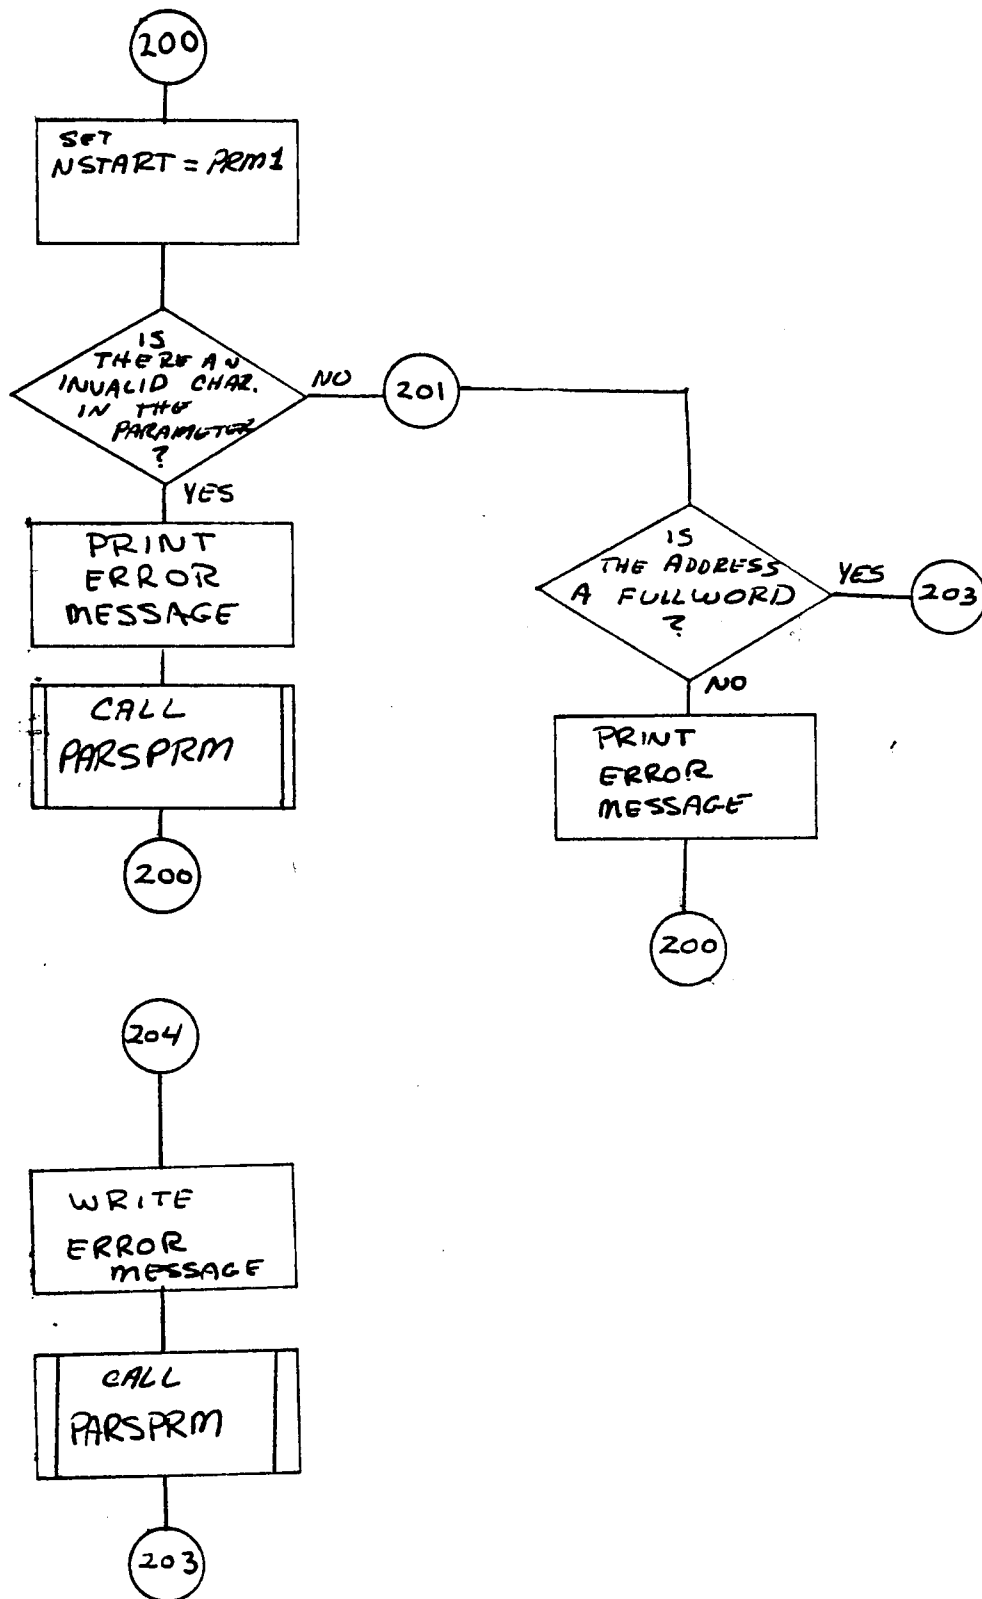 200
SET
NSTART = PRM1
IS
THERE AN
INVALID CHAR.
IN THE
PARAMETER
?
NO
201
YES
PRINT
ERROR
MESSAGE
CALL
PARSPRM
200
IS
THE ADDRESS
A FULLWORD
?
YES
203
NO
PRINT
ERROR
MESSAGE
200
204
WRITE
ERROR
MESSAGE
CALL
PARSPRM
203